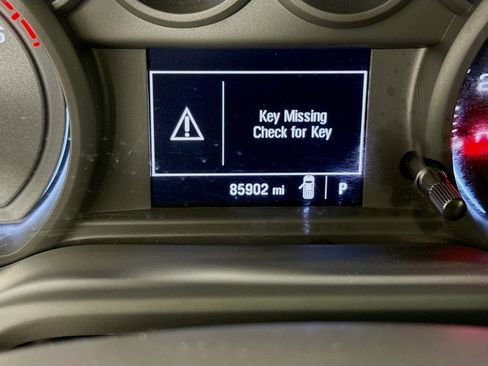 Key Missing
Check for Key
85902 mi P